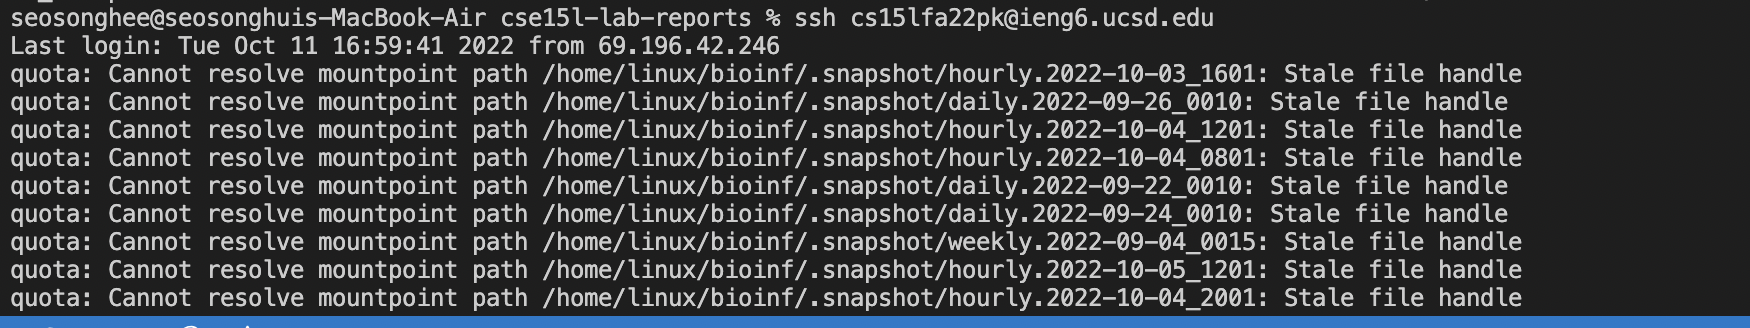 seosonghee@seosonghuis-MacBook-Air cse15l-lab-reports % ssh cs15lfa22pk@ieng6.ucsd.edu
Last login: Tue Oct 11 16:59:41 2022 from 69.196.42.246
quota: Cannot resolve mountpoint path /home/linux/bioinf/.snapshot/hourly.2022-10-03_1601: Stale file handle
quota: Cannot resolve mountpoint path /home/linux/bioinf/.snapshot/daily.2022-09-26_0010: Stale file handle
quota: Cannot resolve mountpoint path /home/linux/bioinf/.snapshot/hourly.2022-10-04_1201: Stale file handle
quota: Cannot resolve mountpoint path /home/linux/bioinf/.snapshot/hourly.2022-10-04_0801: Stale file handle
quota: Cannot resolve mountpoint path /home/linux/bioinf/.snapshot/daily.2022-09-22_0010: Stale file handle
quota: Cannot resolve mountpoint path /home/linux/bioinf/.snapshot/daily.2022-09-24_0010: Stale file handle
quota: Cannot resolve mountpoint path /home/linux/bioinf/.snapshot/weekly.2022-09-04_0015: Stale file handle
quota: Cannot resolve mountpoint path /home/linux/bioinf/.snapshot/hourly.2022-10-05_1201: Stale file handle
quota: Cannot resolve mountpoint path /home/linux/bioinf/.snapshot/hourly.2022-10-04_2001: Stale file handle